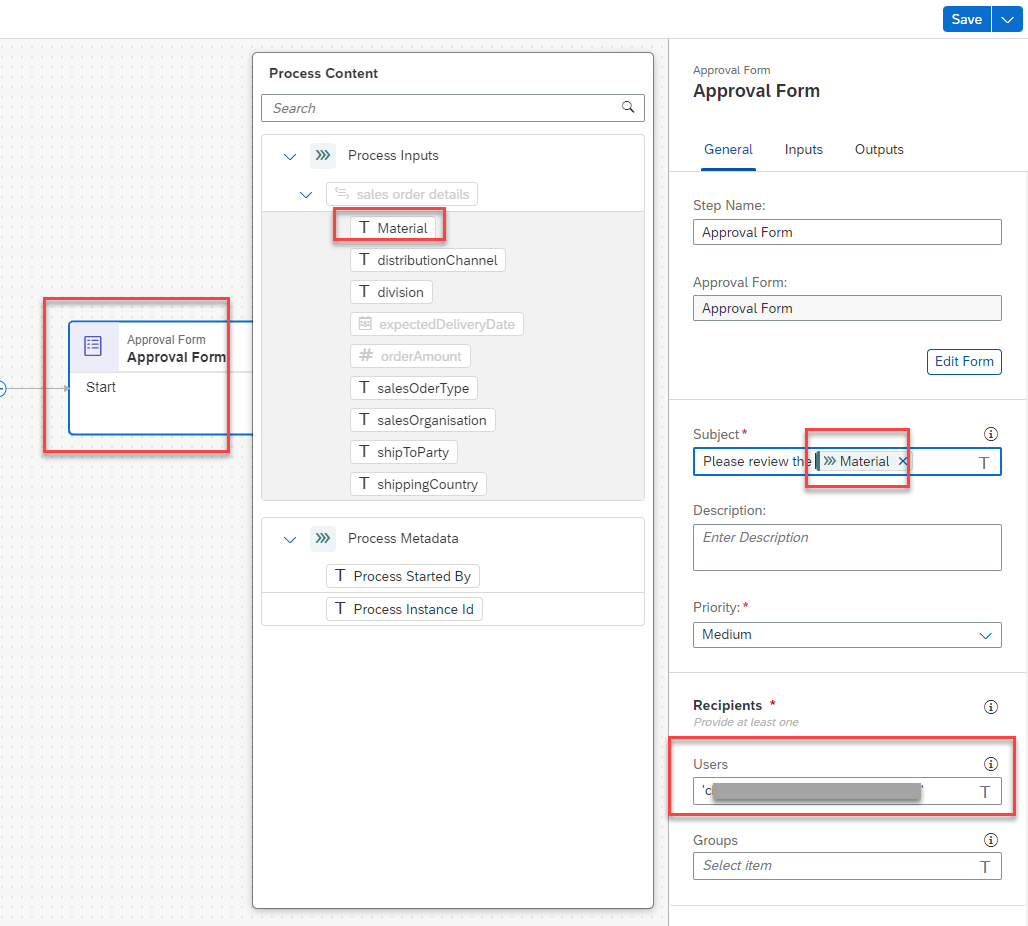 Save
Approval Form
Approval Form
Start
Process Content
Search
Process Inputs
sales order details
Material
distributionChannel
division
expectedDeliveryDate
orderAmount
salesOderType
salesOrganisation
shipToParty
shippingCountry
Process Metadata
Process Started By
Process Instance Id
Approval Form
Approval Form
General Inputs Outputs
Step Name:
Approval Form
Approval Form:
Approval Form
Edit Form
Subject*
Please review the Material
Description:
Enter Description
Priority:*
Medium
Recipients *
Provide at least one
Users
Groups
Select item